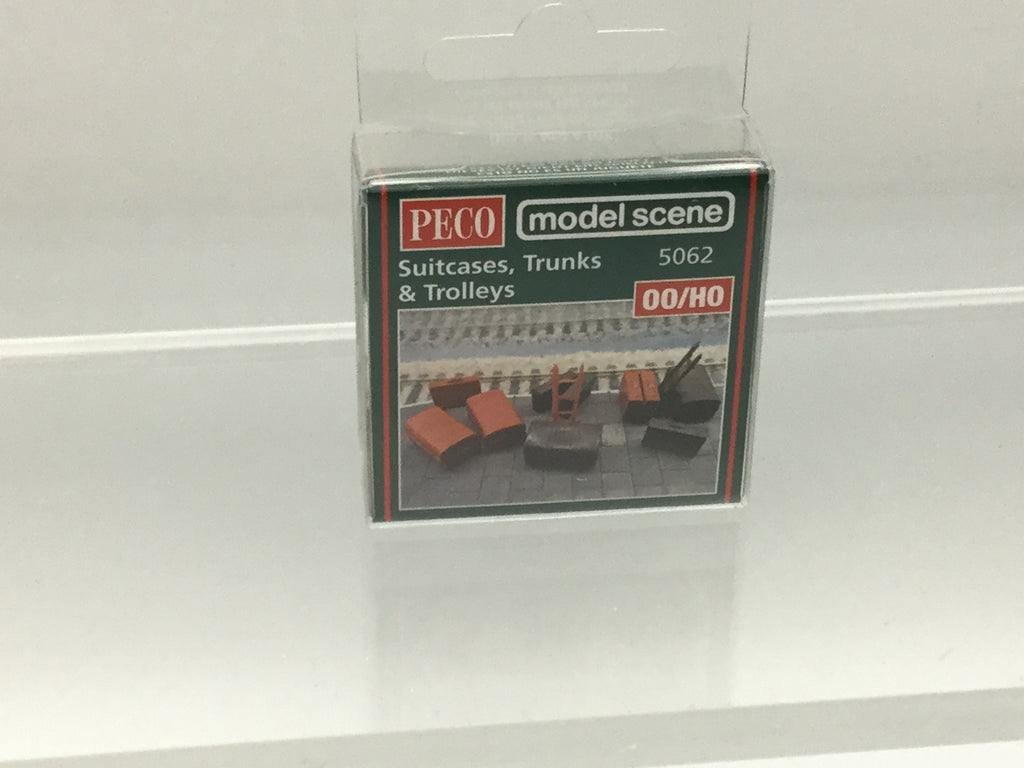 PECO model scene
Suitcases, Trunks 5062
& Trolleys
OO/HO